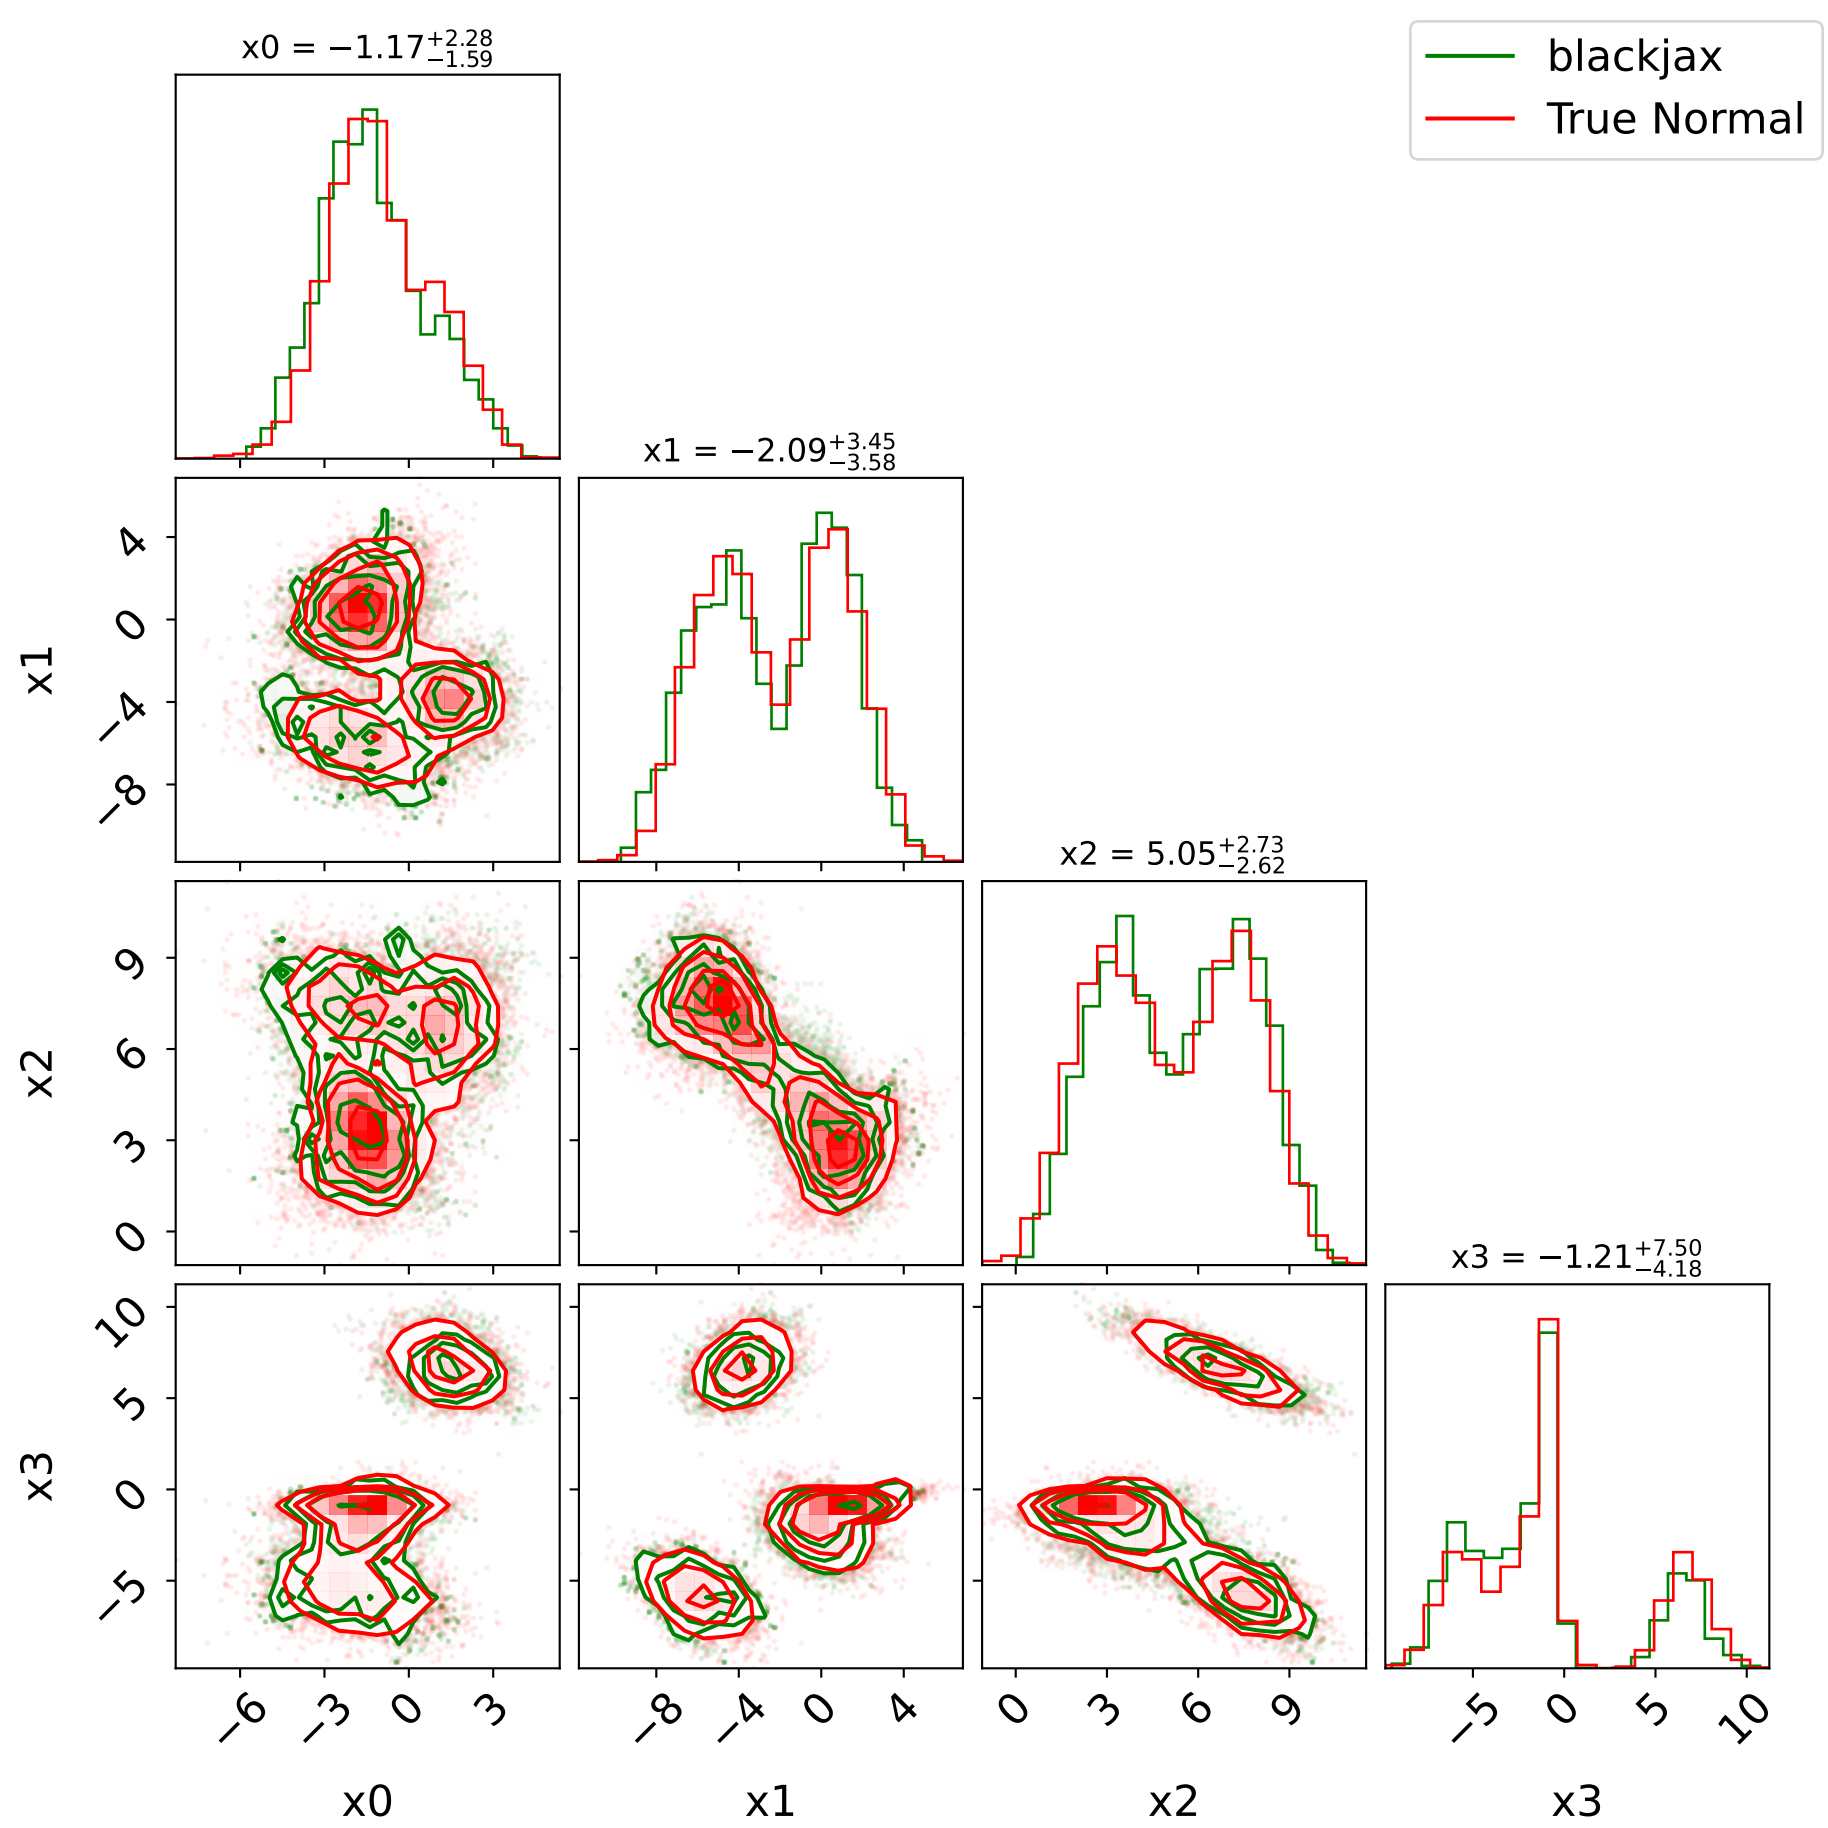 blackjax
True Normal
x0 = −1.17+2.28 −1.59
x1 = −2.09+3.45 −3.58
x2 = 5.05+2.73 −2.62
x3 = −1.21+7.50 −4.18
x1
4
0
−4
−8
x2
9
6
3
0
x3
10
5
0
−5
−6 −3 0 3
−8 −4 0 4
0 3 6 9
−5 0 5 10
x0 x1 x2 x3